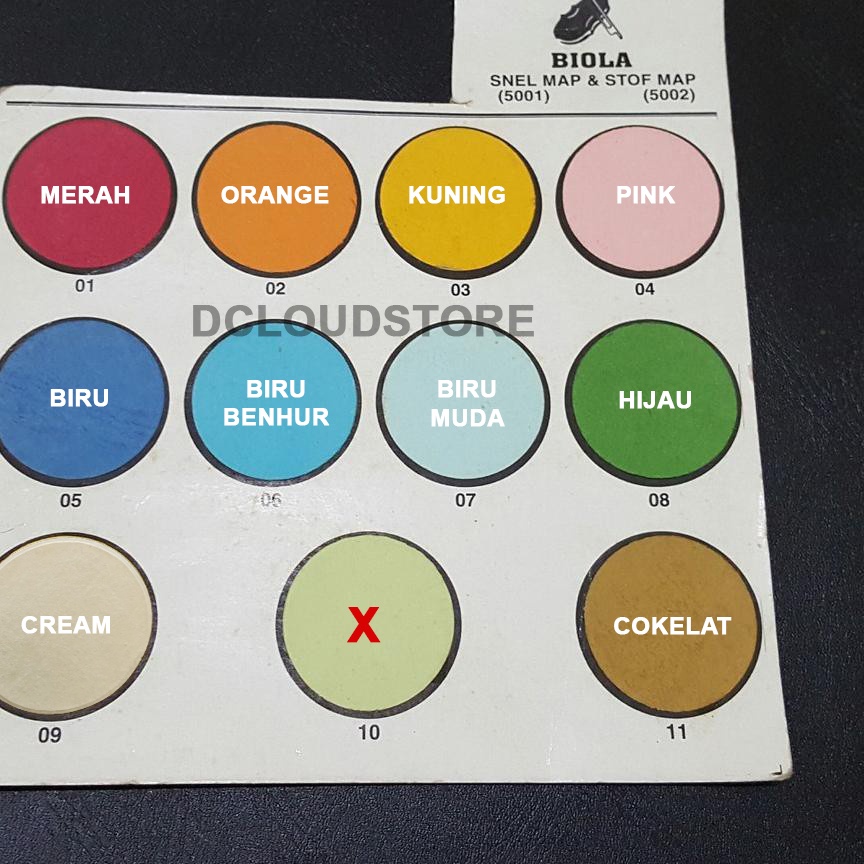 BIOLA
SNEL MAP & STOF MAP
(5001) (5002)
MERAH ORANGE KUNING PINK
01 02 03 04
DCLOUDSTORE
BIRU BIRU BENHUR BIRU MUDA HIJAU
05 06 07 08
CREAM X COKELAT
09 10 11